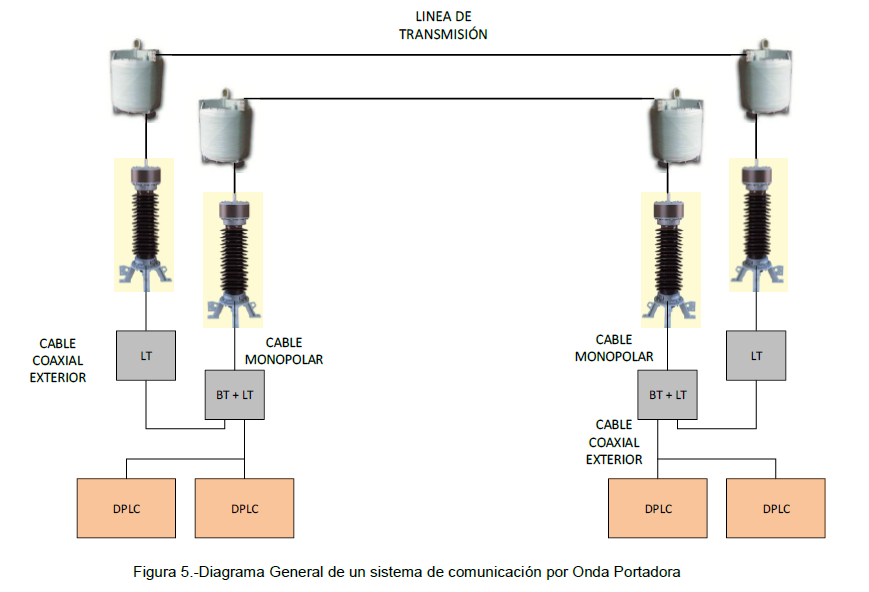 LINEA DE
TRANSMISIÓN
CABLE
COAXIAL
EXTERIOR
LT
CABLE
MONOPOLAR
BT + LT
CABLE
MONOPOLAR
LT
BT + LT
CABLE
COAXIAL
EXTERIOR
DPLC
DPLC
DPLC
DPLC
Figura 5.-Diagrama General de un sistema de comunicación por Onda Portadora